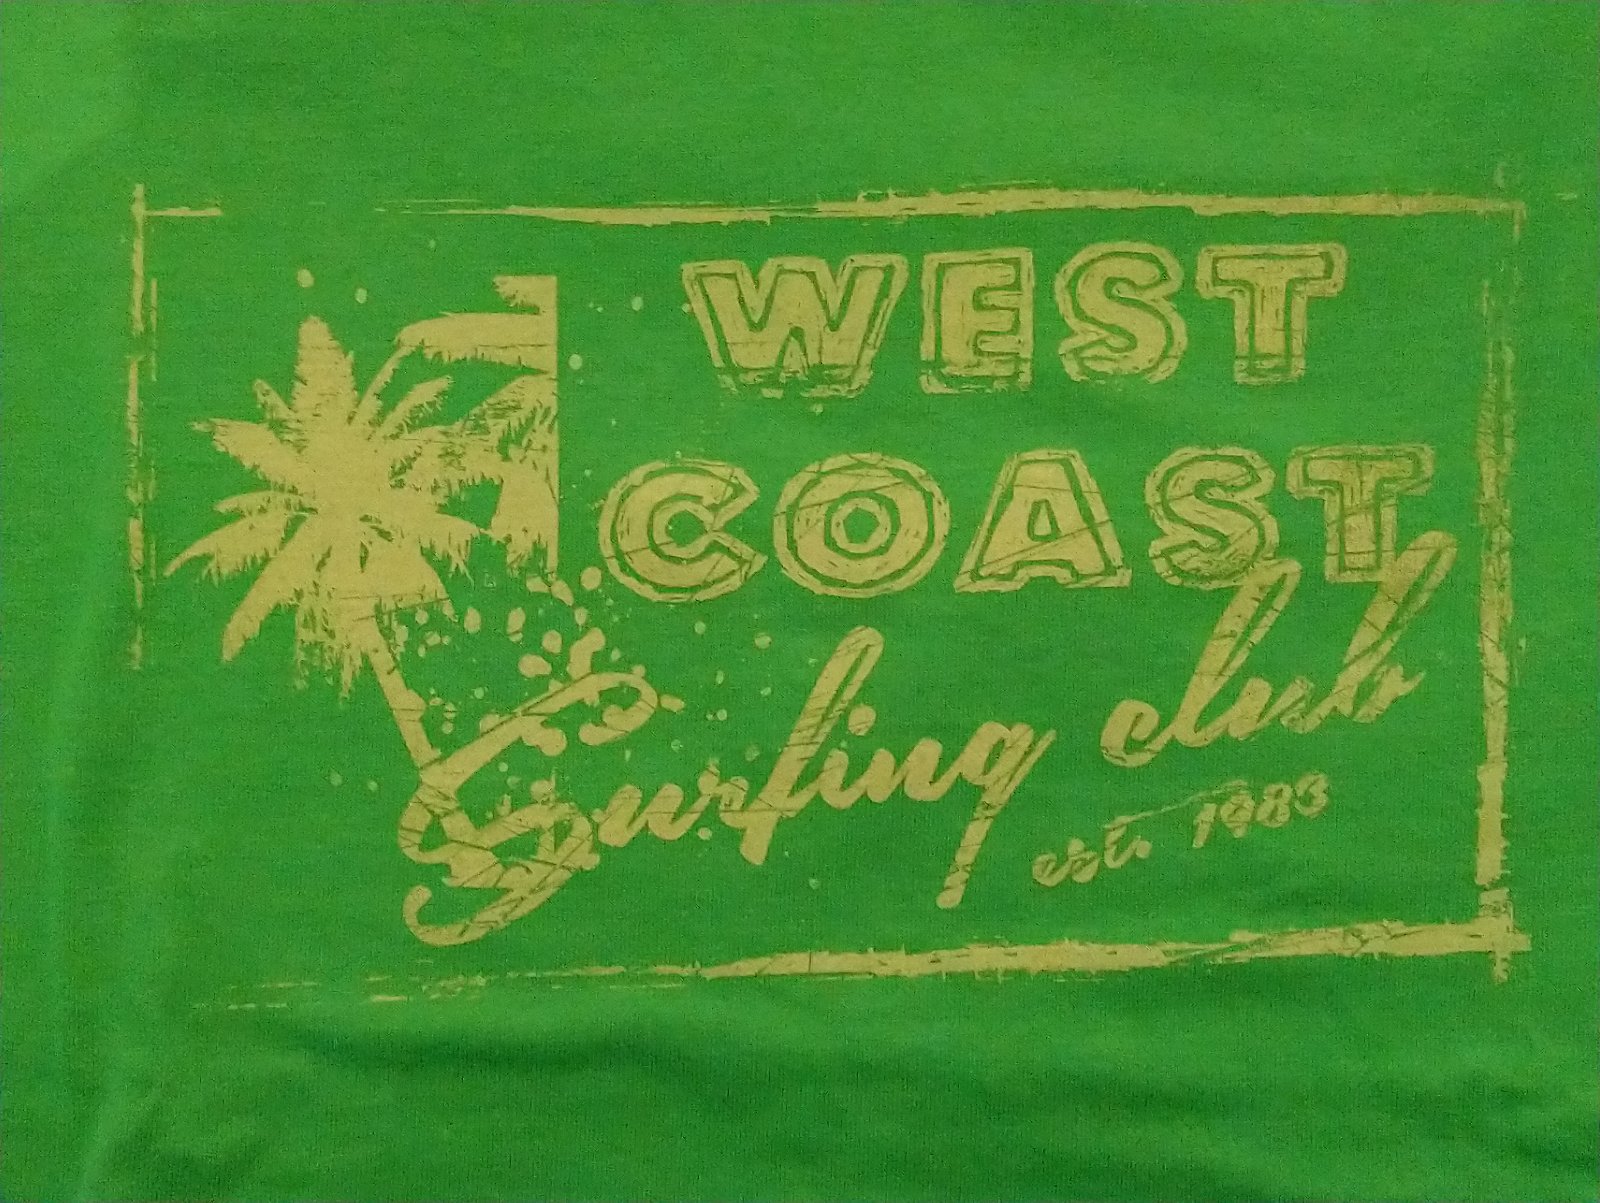 WEST
COAST
Surfing club
est. 1983